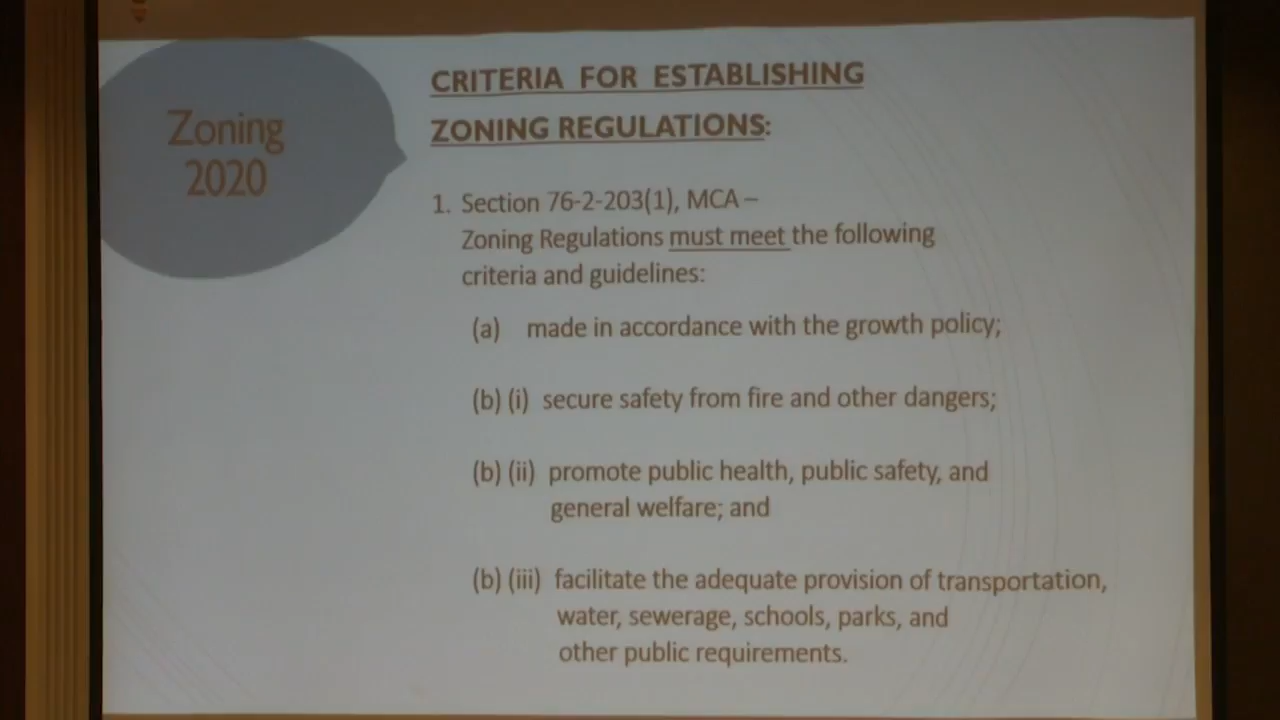 Zoning
2020
CRITERIA FOR ESTABLISHING
ZONING REGULATIONS:
1. Section 76-2-203(1), MCA –
Zoning Regulations must meet the following
criteria and guidelines:
(a) made in accordance with the growth policy;
(b) (i) secure safety from fire and other dangers;
(b) (ii) promote public health, public safety, and
general welfare; and
(b) (iii) facilitate the adequate provision of transportation,
water, sewerage, schools, parks, and
other public requirements.